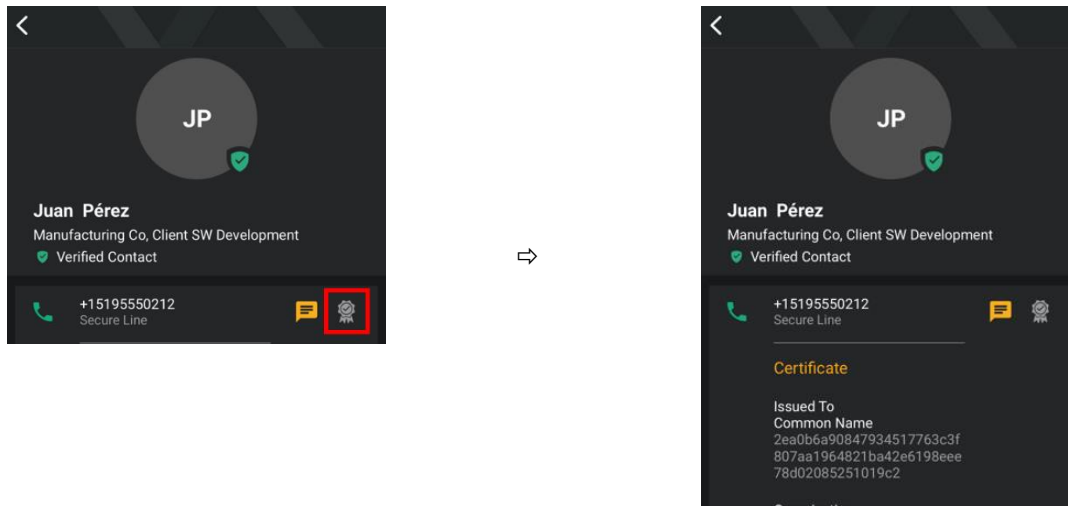 JP
Juan Pérez
Manufacturing Co, Client SW Development
Verified Contact
+15195550212
Secure Line
JP
Juan Pérez
Manufacturing Co, Client SW Development
Verified Contact
+15195550212
Secure Line
Certificate
Issued To
Common Name
2ea0b6a90847934517763c3f
807aa1964821ba42e6198eee
78d02085251019c2